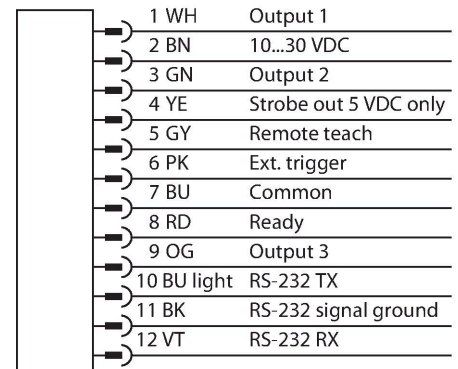 1 WH Output 1
2 BN 10...30 VDC
3 GN Output 2
4 YE Strobe out 5 VDC only
5 GY Remote teach
6 PK Ext. trigger
7 BU Common
8 RD Ready
9 OG Output 3
10 BU light RS-232 TX
11 BK RS-232 signal ground
12 VT RS-232 RX